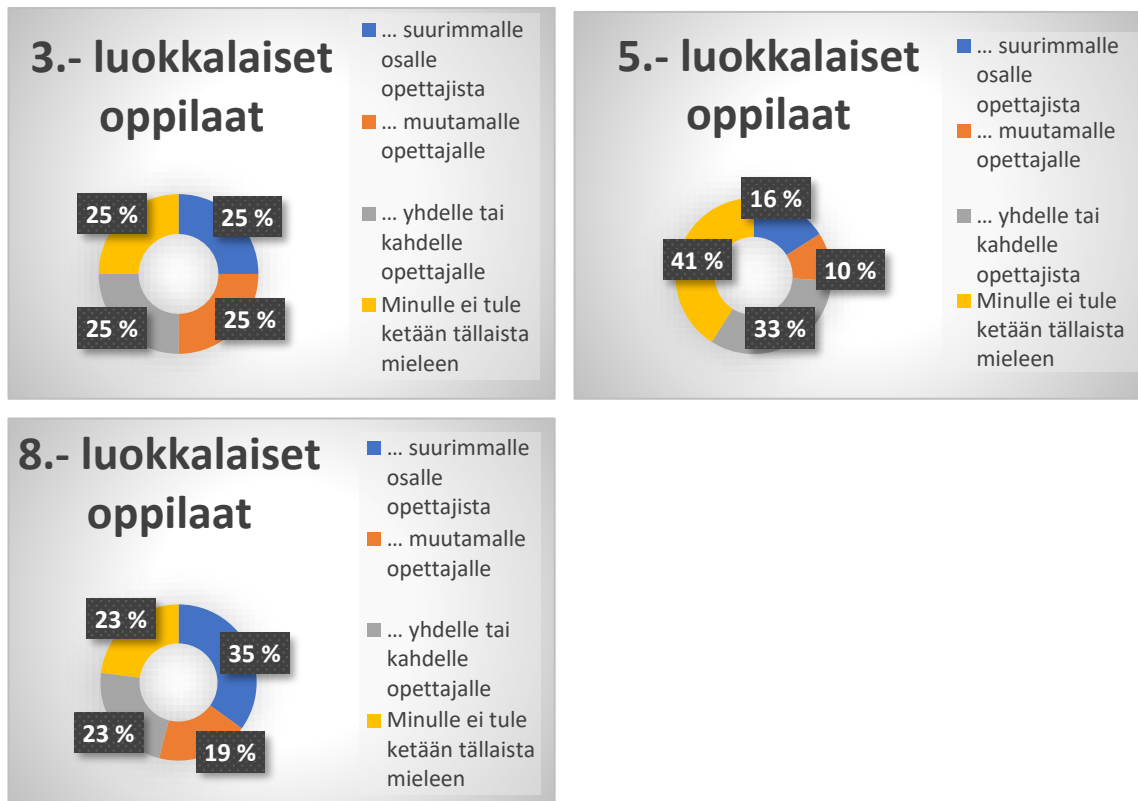 3.- luokkalaiset
oppilaat
... suurimmalle
osalle
opettajista
... muutamalle
opettajalle
... yhdelle tai
kahdelle
opettajalle
Minulle ei tule
ketään tällaista
mieleen
25 %
25 %
25 %
25 %
5.- luokkalaiset
oppilaat
... suurimmalle
osalle
opettajista
... muutamalle
opettajalle
... yhdelle tai
kahdelle
opettajista
Minulle ei tule
ketään tällaista
mieleen
16 %
41 %
10 %
33 %
8.- luokkalaiset
oppilaat
... suurimmalle
osalle
opettajista
... muutamalle
opettajalle
... yhdelle tai
kahdelle
opettajalle
Minulle ei tule
ketään tällaista
mieleen
23 %
35 %
23 %
19 %